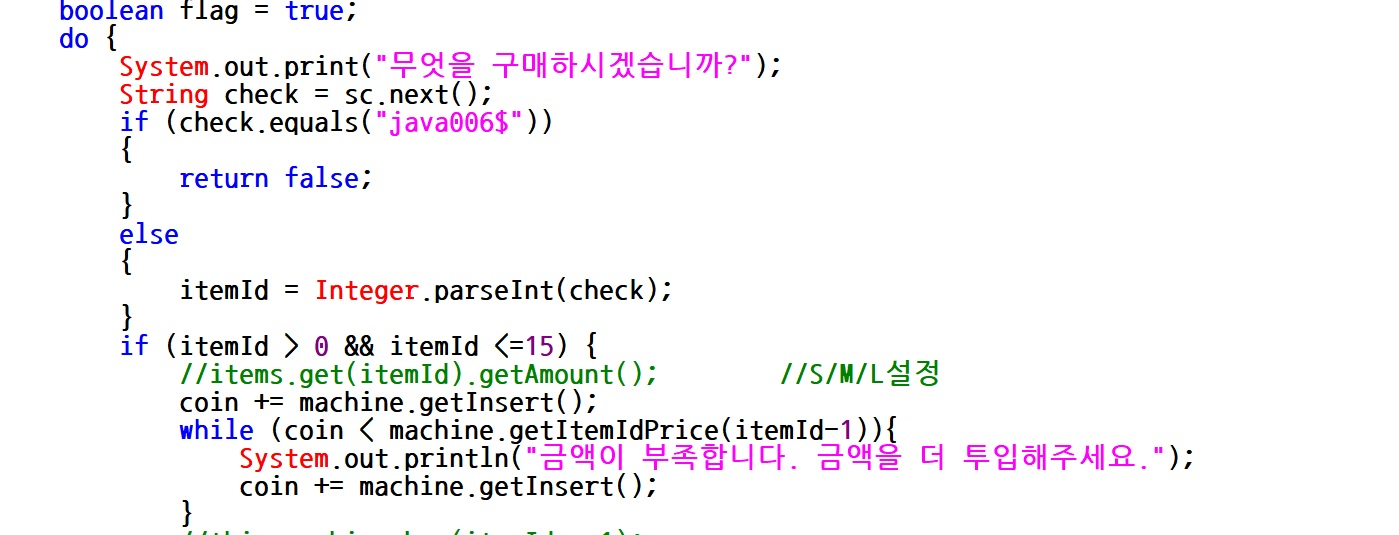 boolean flag = true;
do {
System.out.print("무엇을 구매하시겠습니까?");
String check = sc.next();
if (check.equals("java006$"))
{
return false;
}
else
{
itemId = Integer.parseInt(check);
}
if (itemId > 0 && itemId <=15) {
//items.get(itemId).getAmount(); //S/M/L설정
coin += machine.getInsert();
while (coin < machine.getItemIdPrice(itemId-1)){
System.out.println("금액이 부족합니다. 금액을 더 투입해주세요.");
coin += machine.getInsert();
}